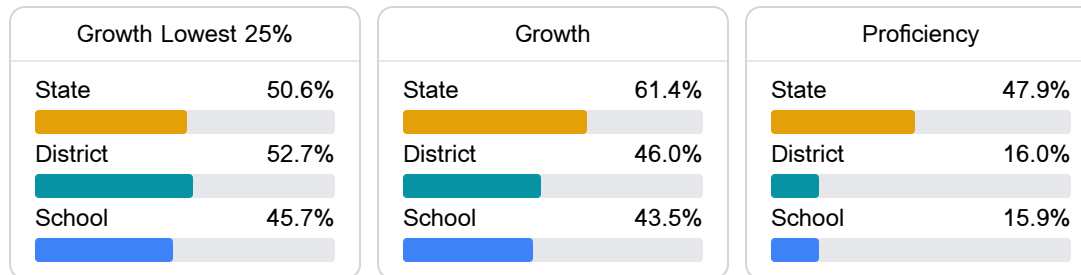 Growth Lowest 25%
State 50.6%
District 52.7%
School 45.7%
Growth
State 61.4%
District 46.0%
School 43.5%
Proficiency
State 47.9%
District 16.0%
School 15.9%